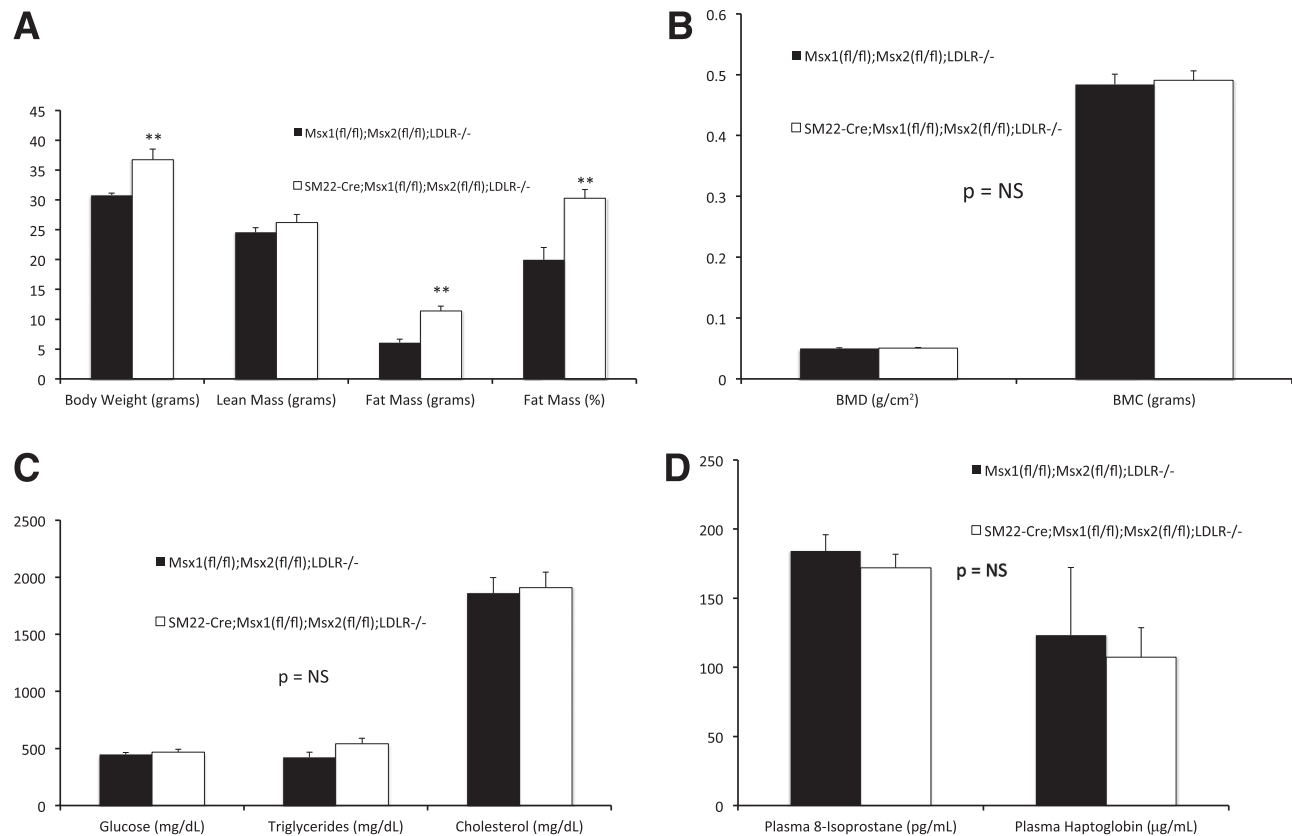 A
45
40
35
30
25
20
15
10
5
0
**
**
**
Msx1(fl/fl);Msx2(fl/fl);LDLR-/-
SM22-Cre;Msx1(fl/fl);Msx2(fl/fl);LDLR-/-
Body Weight (grams) Lean Mass (grams) Fat Mass (grams) Fat Mass (%)
B
0.6
0.5
0.4
0.3
0.2
0.1
0
Msx1(fl/fl);Msx2(fl/fl);LDLR-/-
SM22-Cre;Msx1(fl/fl);Msx2(fl/fl);LDLR-/-
p = NS
BMD (g/cm²) BMC (grams)
C
2500
2000
1500
1000
500
0
Msx1(fl/fl);Msx2(fl/fl);LDLR-/-
SM22-Cre;Msx1(fl/fl);Msx2(fl/fl);LDLR-/-
p = NS
Glucose (mg/dL) Triglycerides (mg/dL) Cholesterol (mg/dL)
D
250
200
150
100
50
0
Msx1(fl/fl);Msx2(fl/fl);LDLR-/-
SM22-Cre;Msx1(fl/fl);Msx2(fl/fl);LDLR-/-
p = NS
Plasma 8-Isoprostane (pg/mL) Plasma Haptoglobin (µg/mL)